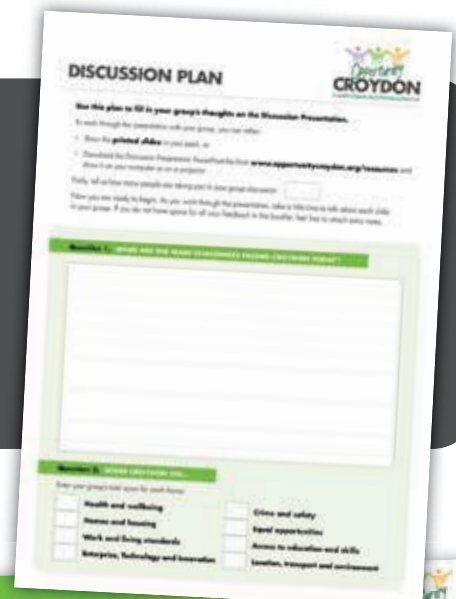 DISCUSSION PLAN
Opportunity
CROYDON
Use this plan to fill in your group's thoughts on the Discussion Presentation.
To work through the presentation with your group, you can either:
Show the printed slides in your pack, or
Download the Discussion Presentation PowerPoint file from www.opportunitycroydon.org/resources and
show it on your computer or on a projector
Firstly, tell us how many people are taking part in your group discussion
Now you are ready to begin. As you work through the presentation, take a little time to talk about each slide
in your group. If you do not have space for all your feedback in this booklet, feel free to attach extra notes.
Question 1: WHAT ARE THE MAIN CHALLENGES FACING CROYDON TODAY?
Question 2: SCORE CROYDON ON...
Enter your group's total score for each theme:
Health and wellbeing
Homes and housing
Work and living standards
Enterprise, Technology and Innovation
Crime and safety
Equal opportunities
Access to education and skills
Location, transport and environment